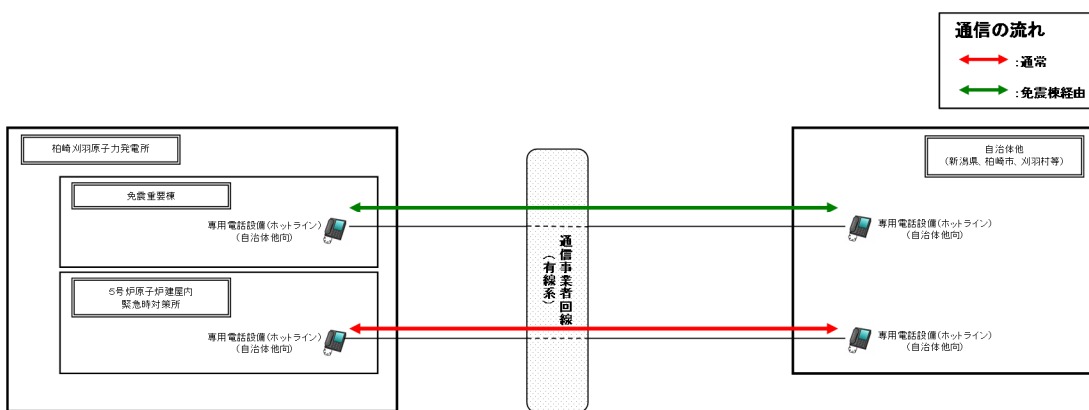 通信の流れ
:通常
:免震棟経由
柏崎刈羽原子力発電所
免震重要棟
専用電話設備(ホットライン)
(自治体他向)
5号炉原子炉建屋内
緊急時対策所
専用電話設備(ホットライン)
(自治体他向)
通信事業者回線
(有線系)
自治体他
(新潟県、柏崎市、刈羽村等)
専用電話設備(ホットライン)
(自治体他向)
専用電話設備(ホットライン)
(自治体他向)